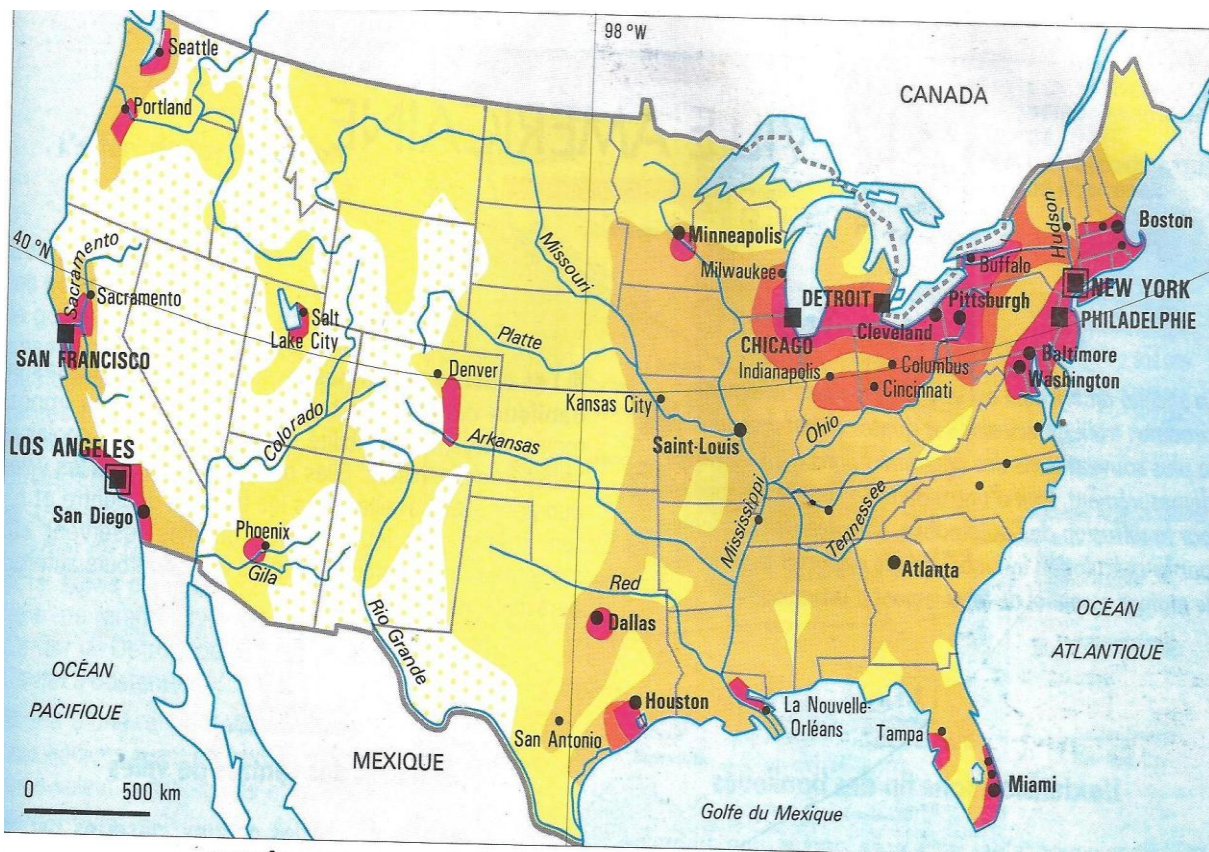 98 °W
CANADA
Seattle
Portland
40 °N
Sacramento
Sacramento
SAN FRANCISCO
Salt
Lake City
Missouri
Platte
Denver
Colorado
Arkansas
LOS ANGELES
San Diego
Phoenix
Gila
Minneapolis
Milwaukee
DETROIT
CHICAGO
Cleveland
Pittsburgh
Buffalo
Hudson
Boston
NEW YORK
PHILADELPHIE
Baltimore
Washington
Columbus
Indianapolis
Cincinnati
Kansas City
Saint-Louis
Ohio
Mississippi
Tennessee
Atlanta
Red
Rio Grande
Dallas
Houston
San Antonio
La Nouvelle-
Orléans
Tampa
Miami
OCÉAN
PACIFIQUE
OCÉAN
ATLANTIQUE
MEXIQUE
Golfe du Mexique
0 500 km